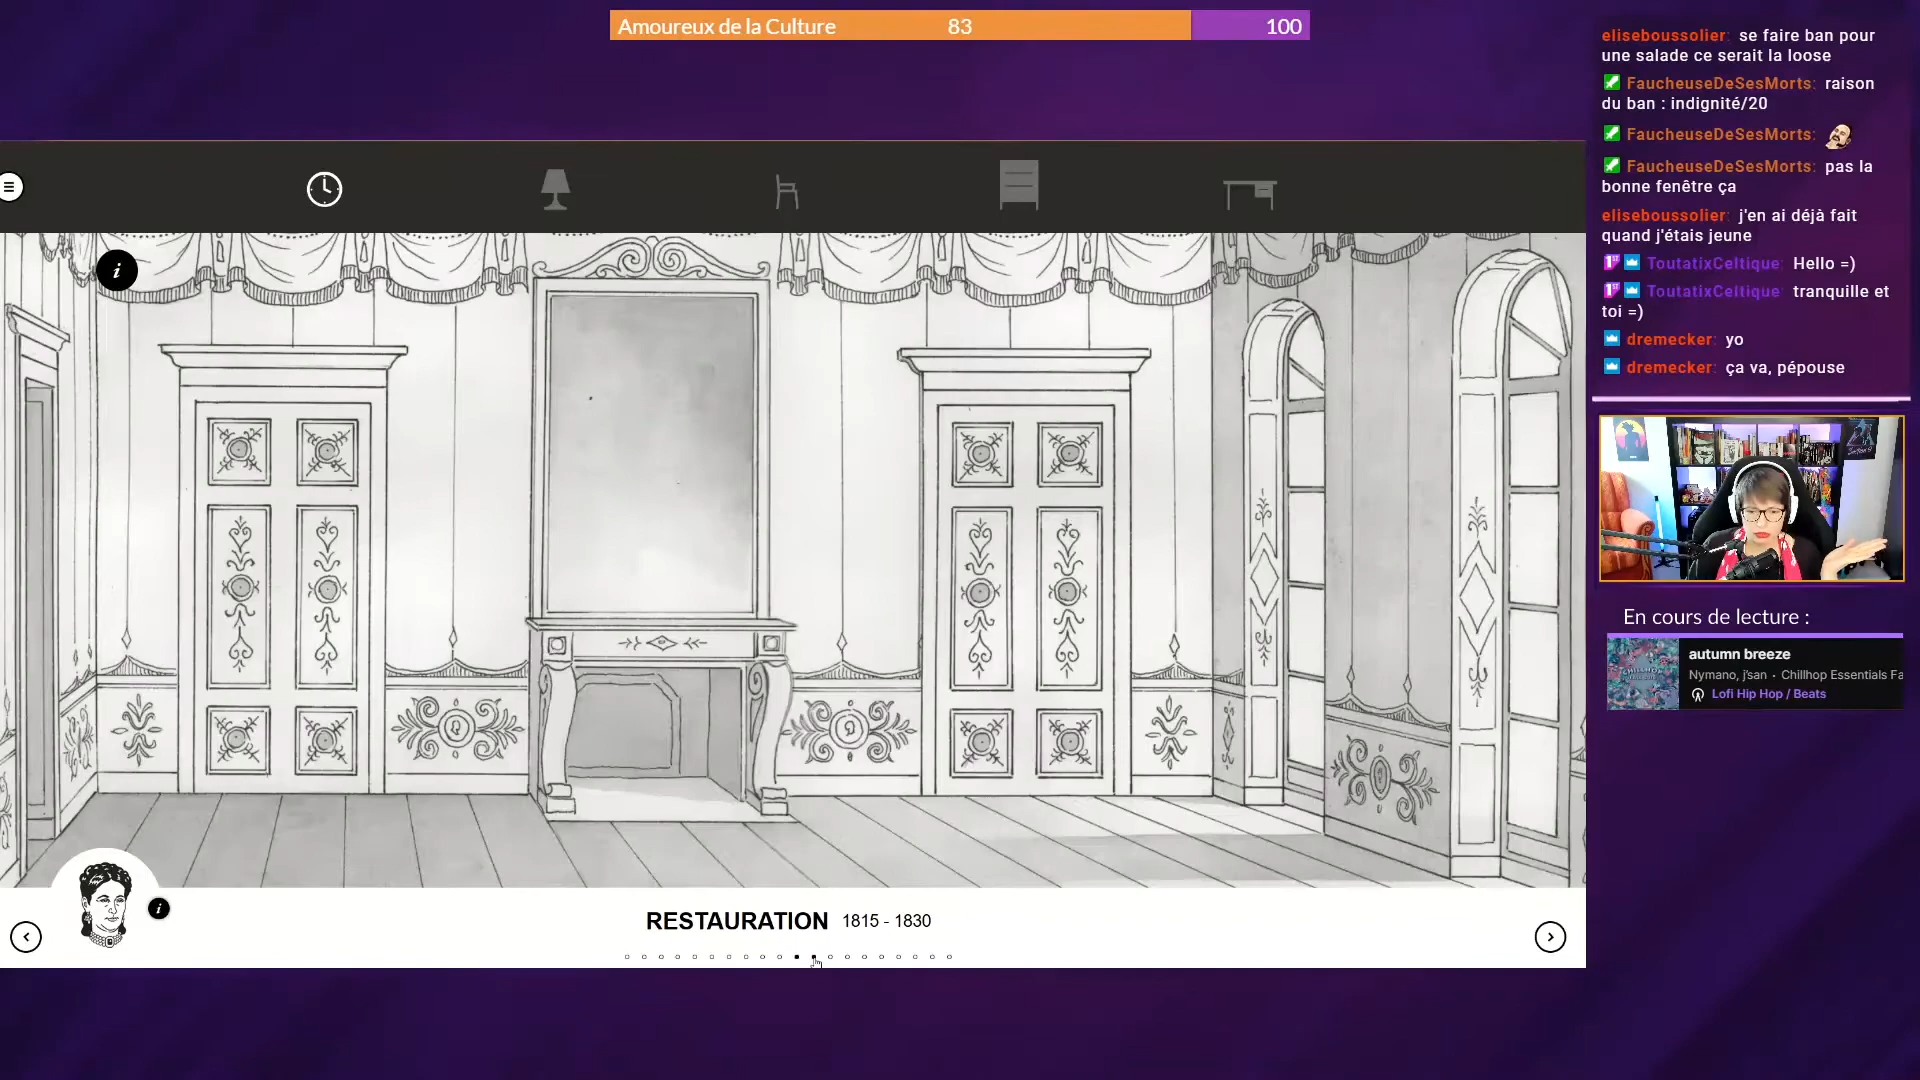 Amoureux de la Culture 83 100
eliseboussolier: se faire ban pour
une salade ce serait la loose
FaucheuseDeSesMorts: raison
du ban : indignité/20
FaucheuseDeSesMorts:
FaucheuseDeSesMorts: pas la
bonne fenêtre ça
eliseboussolier: j'en ai déjà fait
quand j'étais jeune
ToutatixCeltique: Hello =)
ToutatixCeltique: tranquille et
toi =)
dremecker: yo
dremecker: ça va, pépouse
i
i
RESTAURATION 1815 - 1830
En cours de lecture :
autumn breeze
Nymano, j'san • Chillhop Essentials Fa
Lofi Hip Hop / Beats